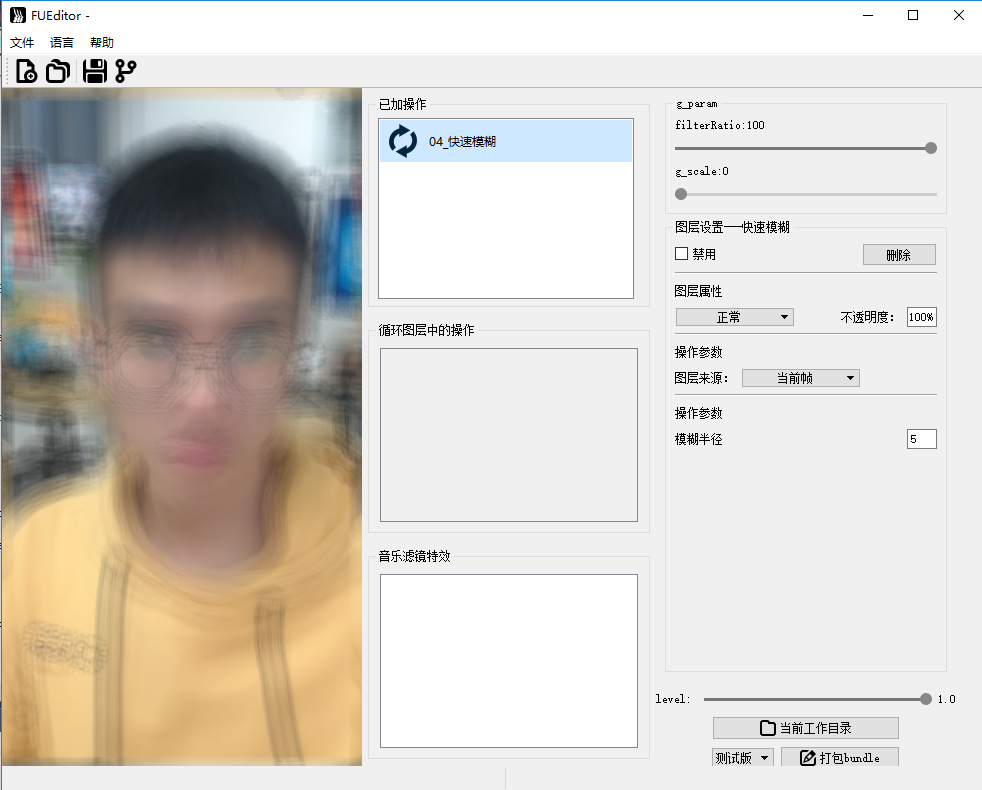 FUEditor -
文件 语言 帮助
已加操作
04_快速模糊
循环图层中的操作
音乐滤镜特效
g_param
filterRatio:100
g_scale:0
图层设置——快速模糊
禁用 删除
图层属性
正常 不透明度: 100%
操作参数
图层来源: 当前帧
操作参数
模糊半径 5
level: 1.0
当前工作目录
测试版 打包bundle